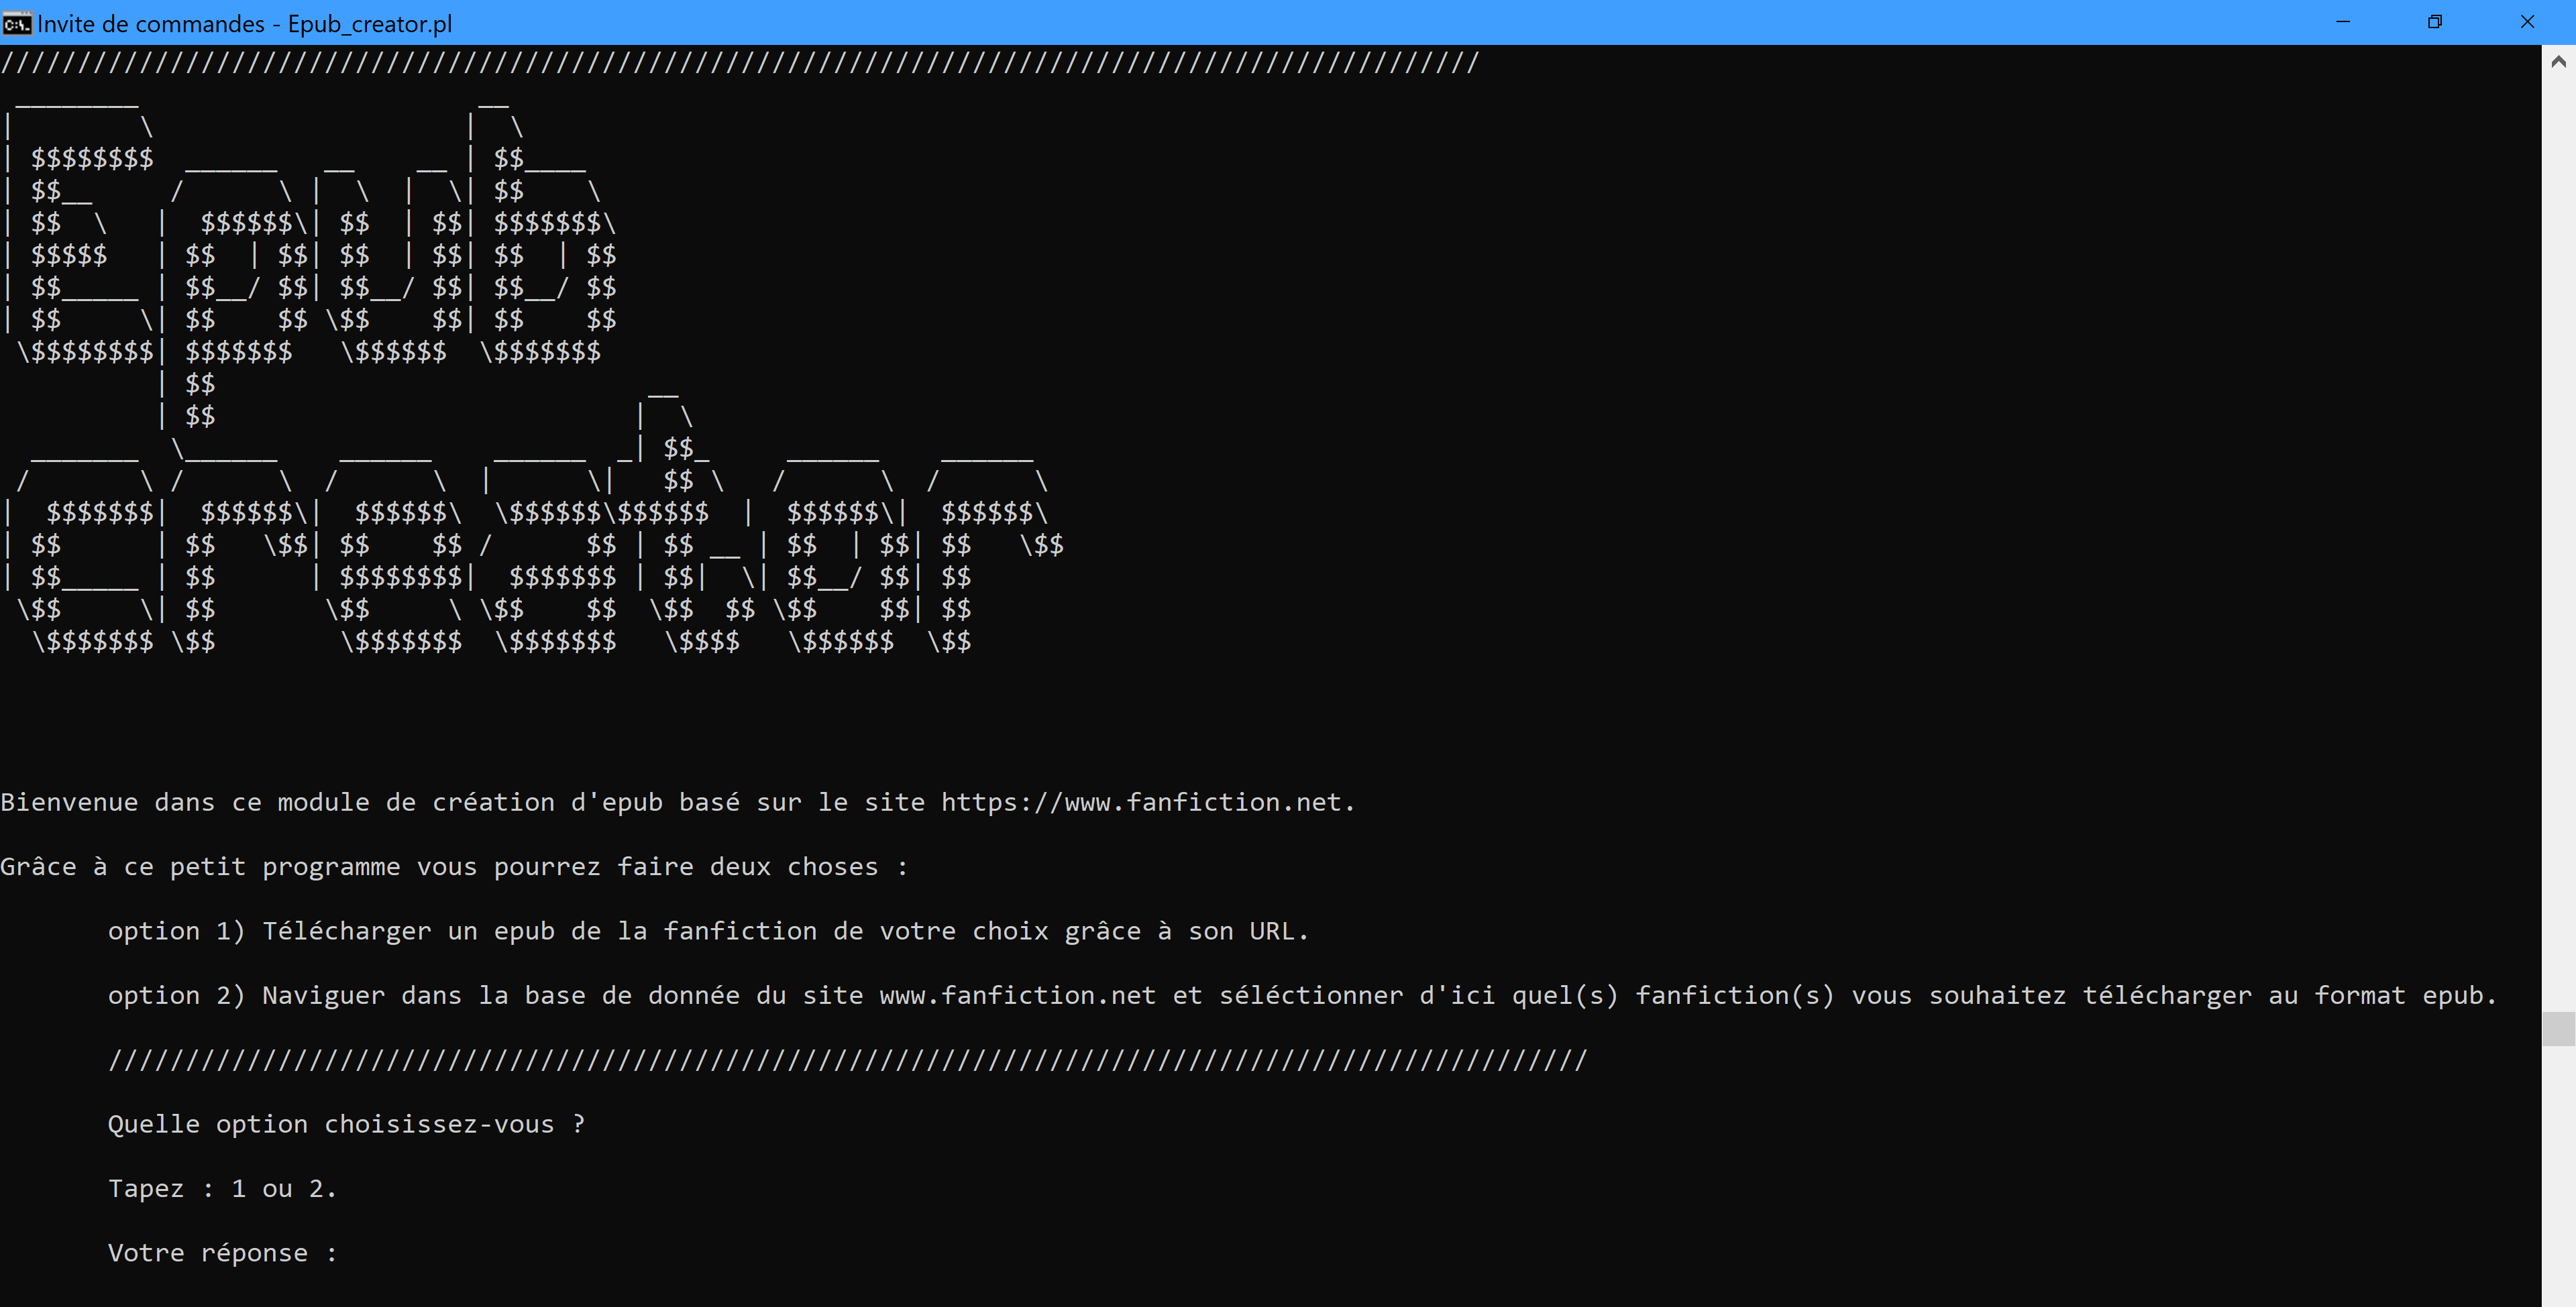 Invite de commandes - Epub_creator.pl
////////////////////////////////////////////////////////////////////////////////////////////////
Epub
creator
Bienvenue dans ce module de création d'epub basé sur le site https://www.fanfiction.net.
Grâce à ce petit programme vous pourrez faire deux choses :
option 1) Télécharger un epub de la fanfiction de votre choix grâce à son URL.
option 2) Naviguer dans la base de donnée du site www.fanfiction.net et séléctionner d'ici quel(s) fanfiction(s) vous souhaitez télécharger au format epub.
////////////////////////////////////////////////////////////////////////////////////////////////
Quelle option choisissez-vous ?
Tapez : 1 ou 2.
Votre réponse :